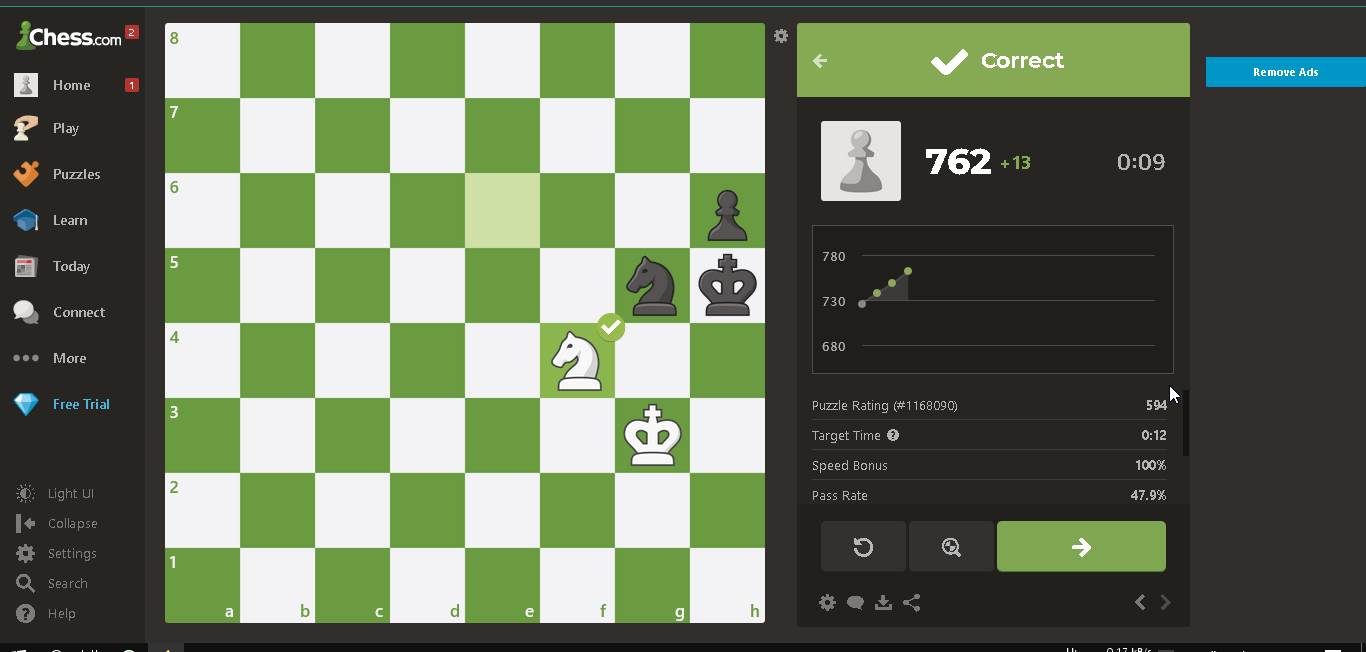 Chess.com 2
Home 1
Play
Puzzles
Learn
Today
Connect
More
Free Trial
Light UI
Collapse
Settings
Search
Help
8
7
6
5
4
3
2
1
a b c d e f g h
Correct
762 +13 0:09
780
730
680
Puzzle Rating (#1168090) 594
Target Time ? 0:12
Speed Bonus 100%
Pass Rate 47.9%
Remove Ads